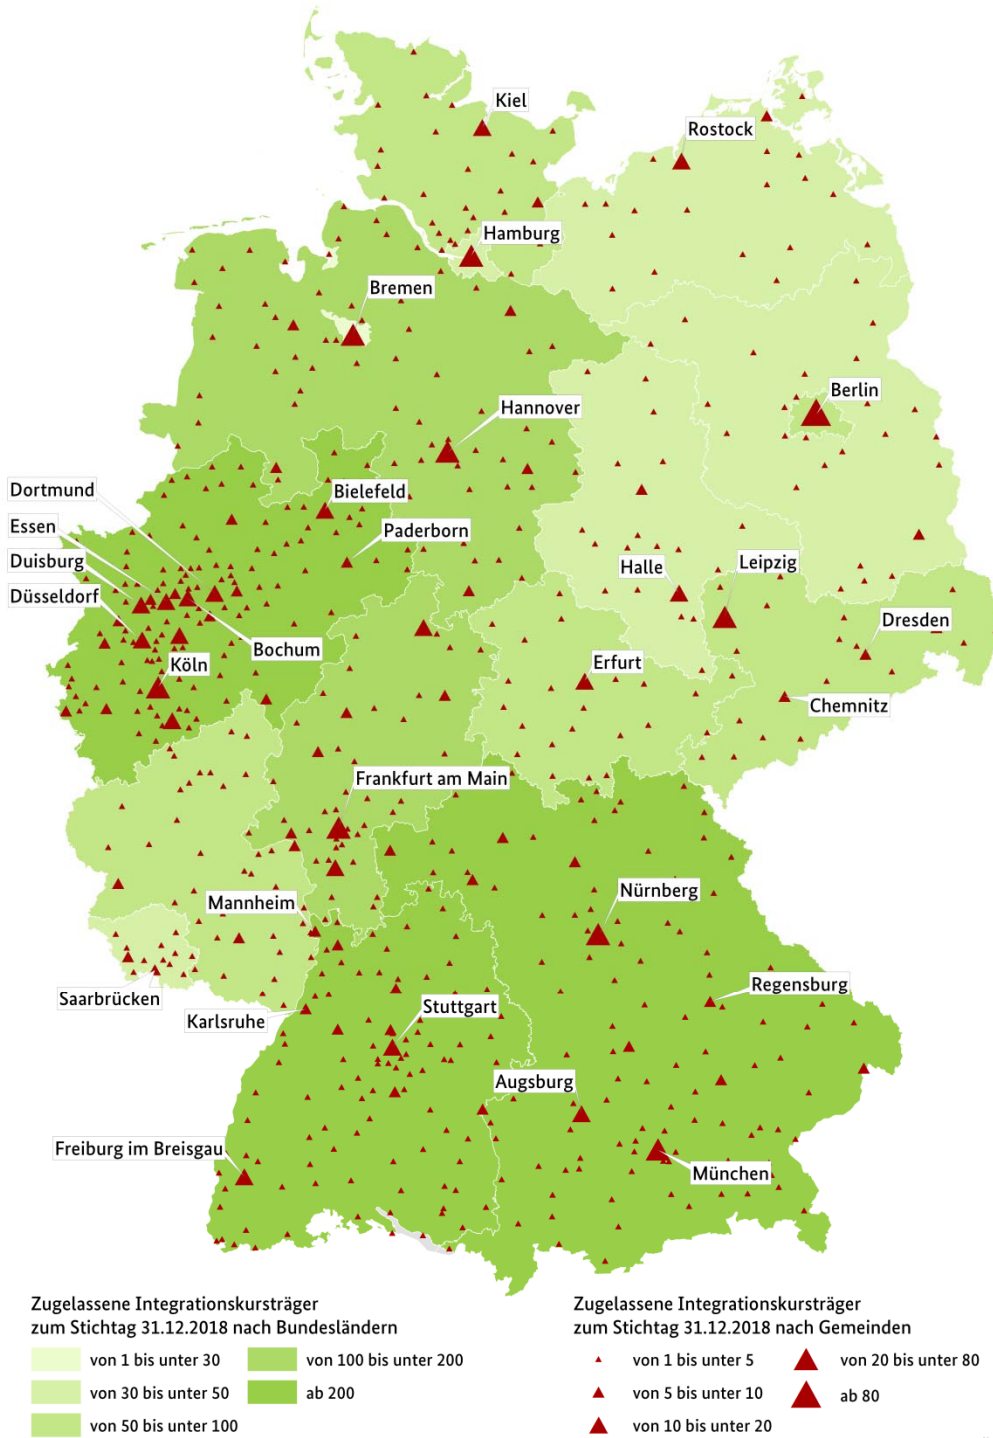 Kiel
Rostock
Hamburg
Bremen
Berlin
Hannover
Dortmund
Bielefeld
Essen
Paderborn
Duisburg
Halle
Leipzig
Düsseldorf
Dresden
Bochum
Köln
Erfurt
Chemnitz
Frankfurt am Main
Nürnberg
Mannheim
Regensburg
Saarbrücken
Stuttgart
Karlsruhe
Augsburg
Freiburg im Breisgau
München
Zugelassene Integrationskursträger
zum Stichtag 31.12.2018 nach Bundesländern
von 1 bis unter 30
von 30 bis unter 50
von 50 bis unter 100
von 100 bis unter 200
ab 200
Zugelassene Integrationskursträger
zum Stichtag 31.12.2018 nach Gemeinden
von 1 bis unter 5
von 5 bis unter 10
von 10 bis unter 20
von 20 bis unter 80
ab 80